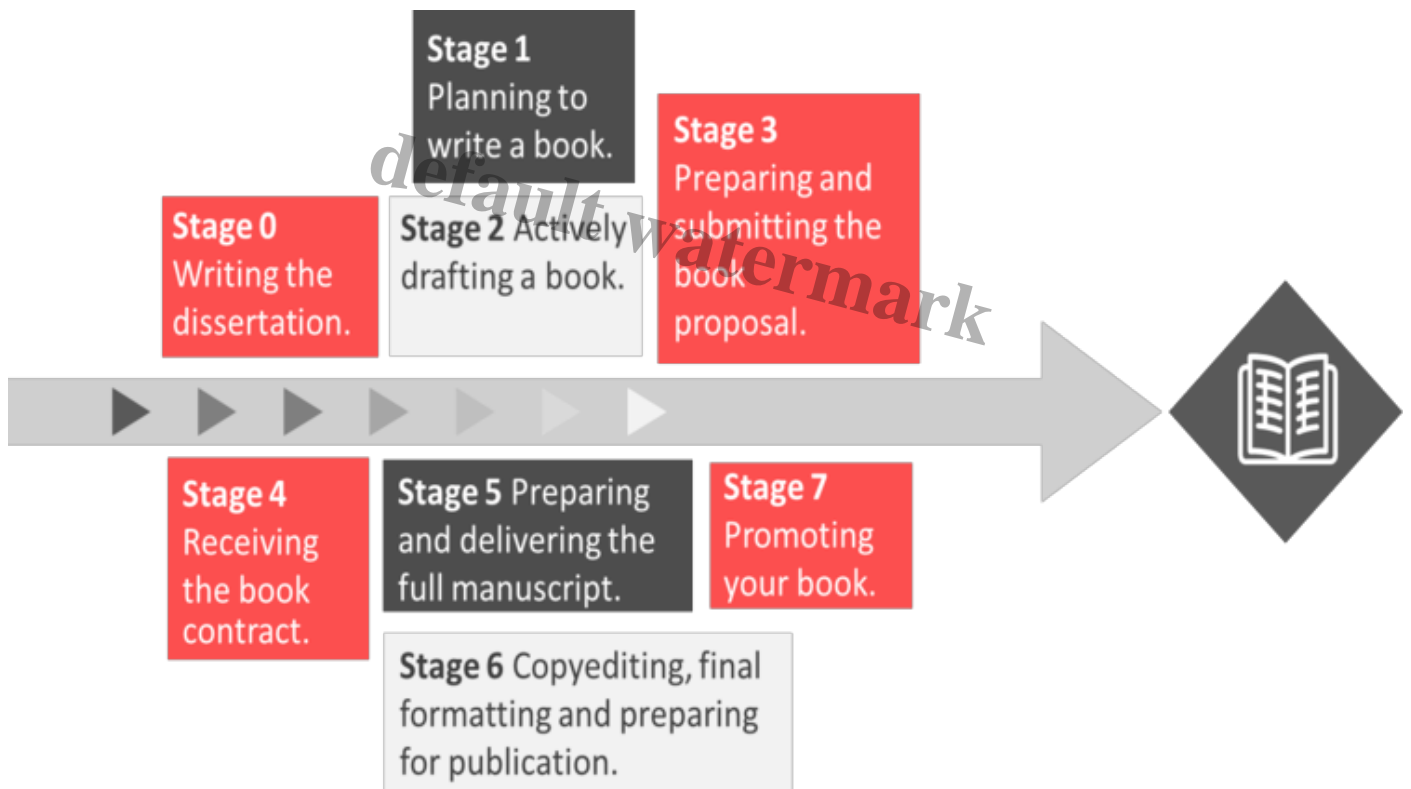 Stage 0
Writing the
dissertation.
Stage 1
Planning to
write a book.
Stage 2 Actively
drafting a book.
Stage 3
Preparing and
submitting the
book
proposal.
default watermark
Stage 4
Receiving
the book
contract.
Stage 5 Preparing
and delivering the
full manuscript.
Stage 6 Copyediting, final
formatting and preparing
for publication.
Stage 7
Promoting
your book.